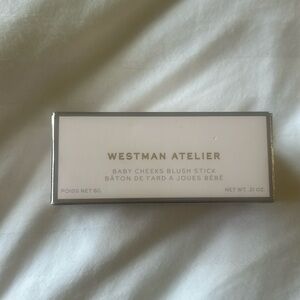 WESTMAN ATELIER
BABY CHEEKS BLUSH STICK
BÂTON DE FARD À JOUES BÉBÉ
POIDS NET 6G. NET WT. .21 OZ.